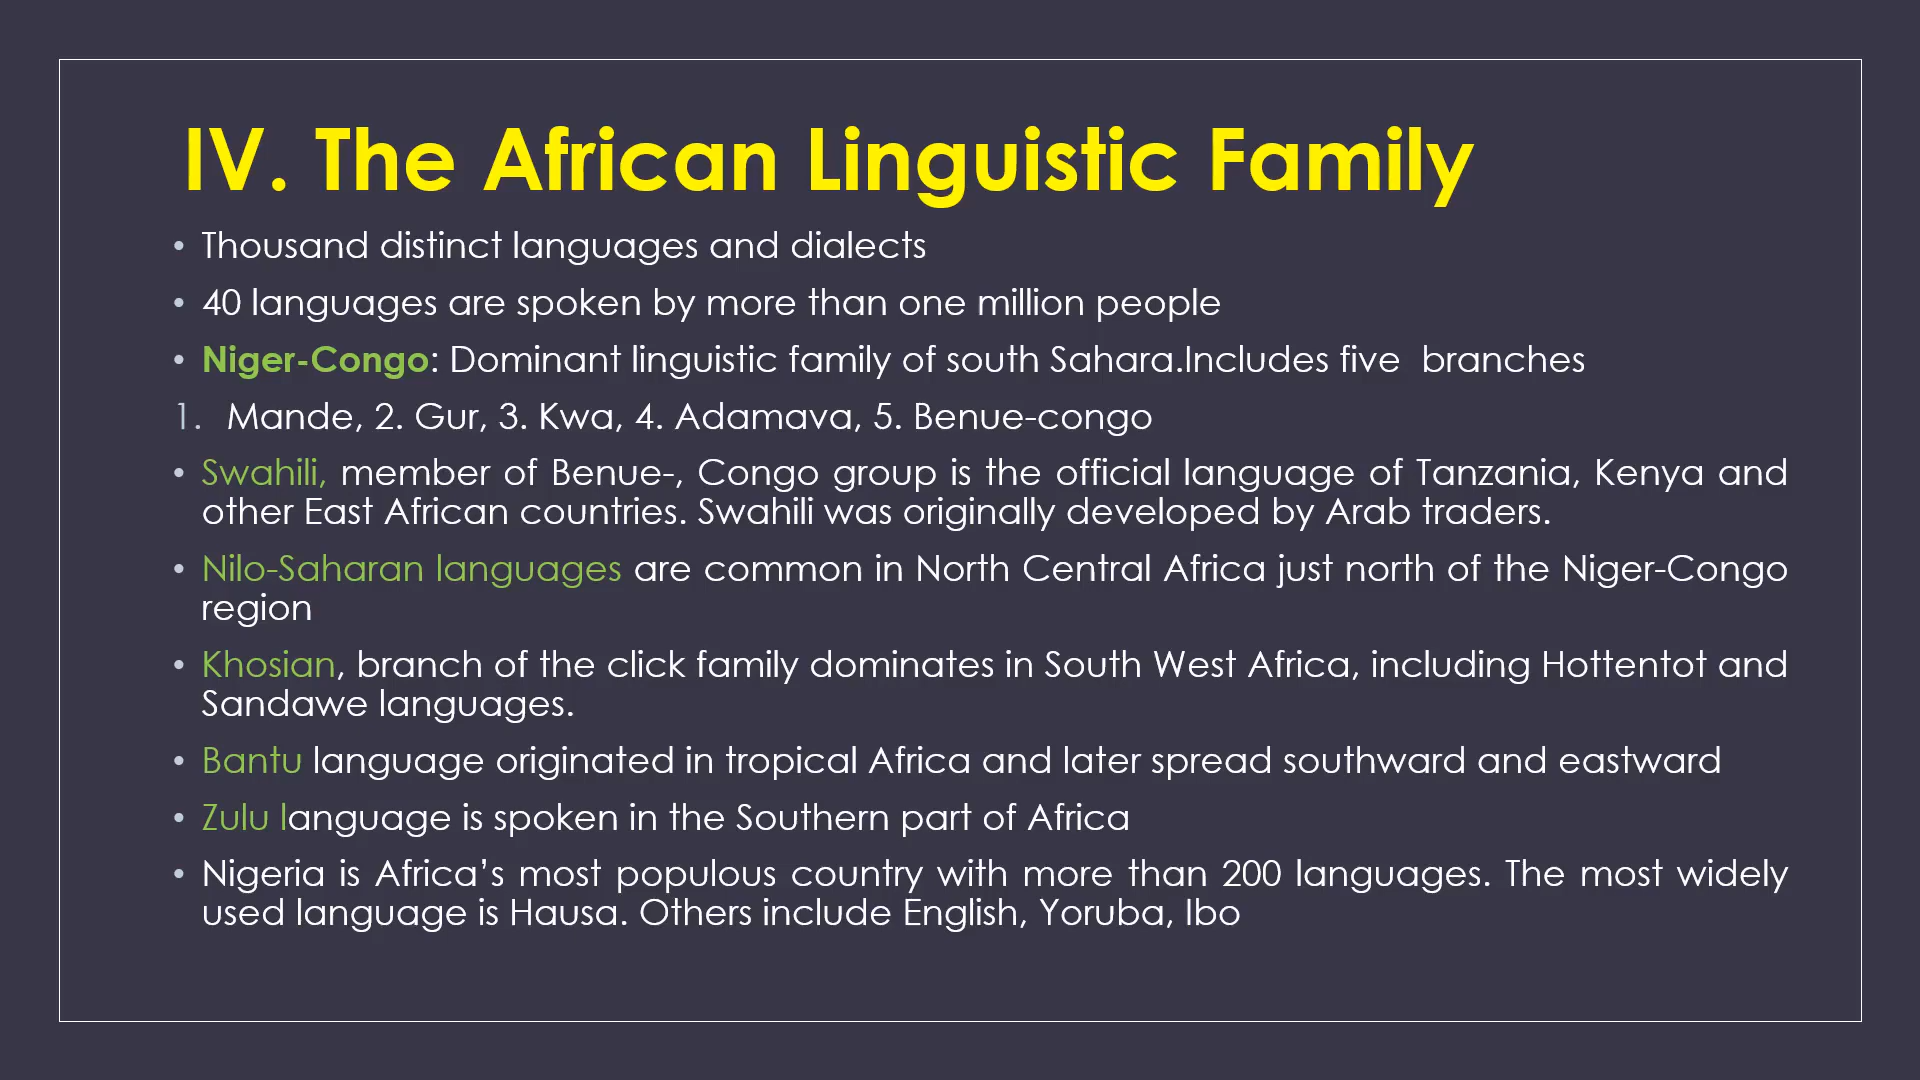 IV. The African Linguistic Family
• Thousand distinct languages and dialects
• 40 languages are spoken by more than one million people
• Niger-Congo: Dominant linguistic family of south Sahara.Includes five  branches
1. Mande, 2. Gur, 3. Kwa, 4. Adamava, 5. Benue-congo
• Swahili, member of Benue-, Congo group is the official language of Tanzania, Kenya and
other East African countries. Swahili was originally developed by Arab traders.
• Nilo-Saharan languages are common in North Central Africa just north of the Niger-Congo
region
• Khosian, branch of the click family dominates in South West Africa, including Hottentot and
Sandawe languages.
• Bantu language originated in tropical Africa and later spread southward and eastward
• Zulu language is spoken in the Southern part of Africa
• Nigeria is Africa’s most populous country with more than 200 languages. The most widely
used language is Hausa. Others include English, Yoruba, Ibo